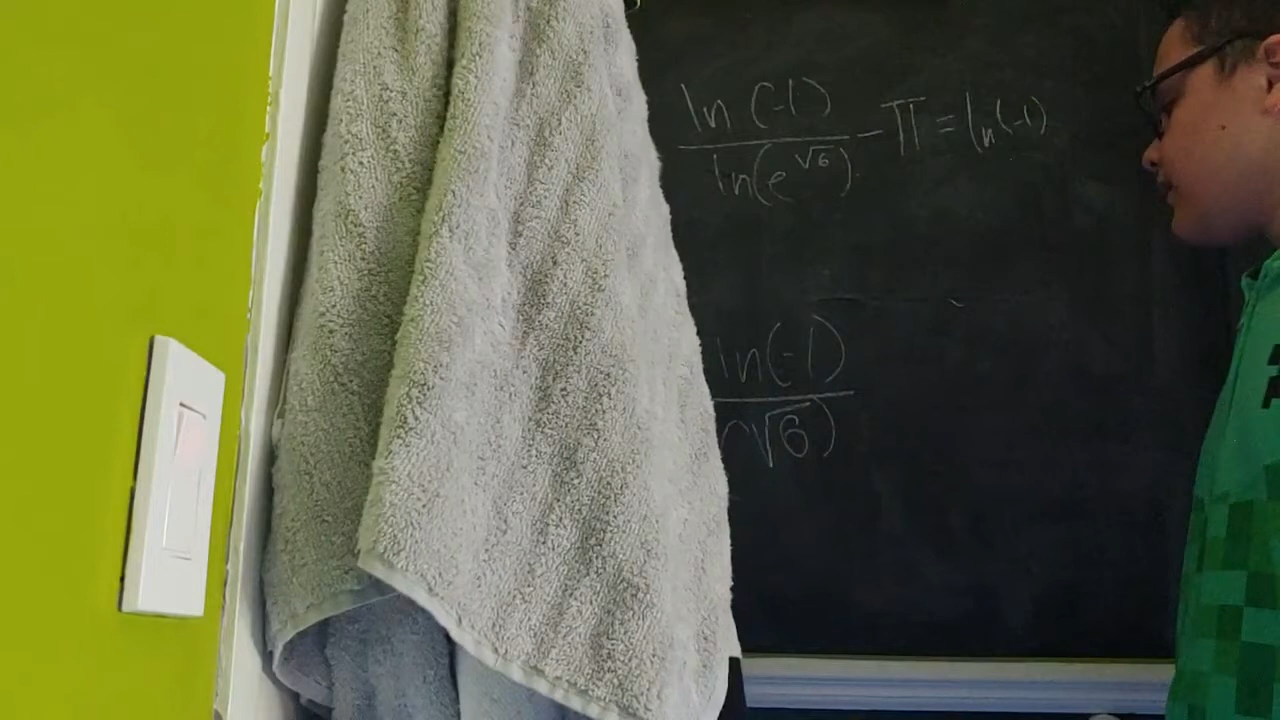 ln(-1)
ln(e^√6) - π = ln(-1)
ln(-1)
(√6)